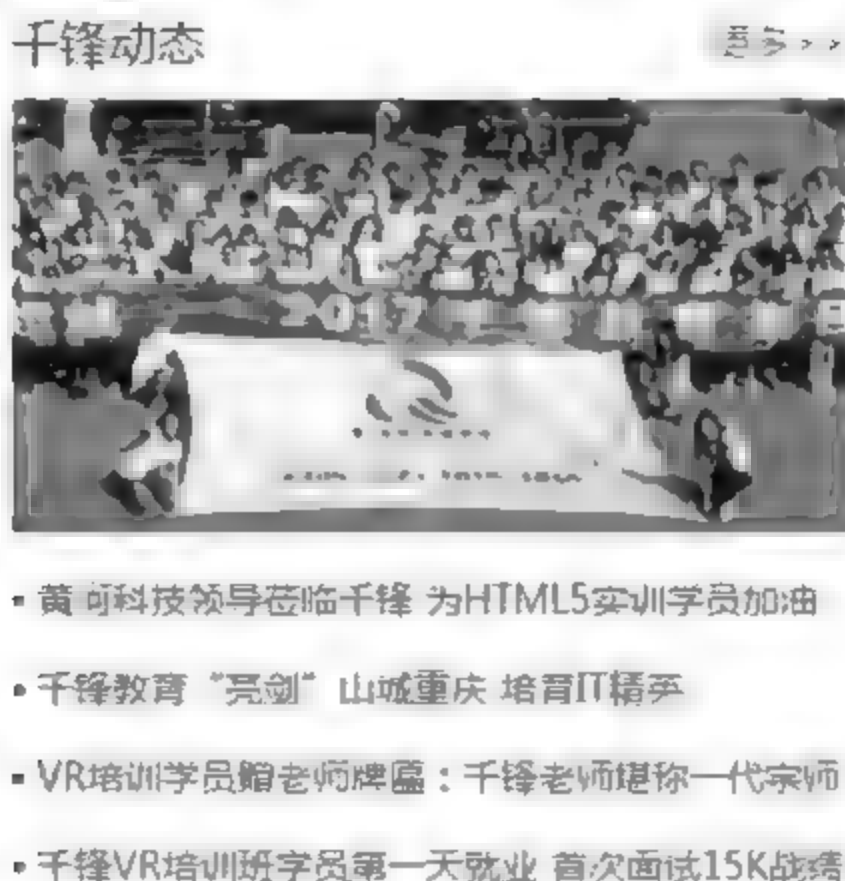 千锋动态
更多>>
黄河科技领导莅临千锋 为HTML5实训学员加油
千锋教育“亮剑”山城重庆 培育IT精英
VR培训学员赠老师牌匾：千锋老师堪称一代宗师
千锋VR培训班学员第一天就业 首次面试15K战绩